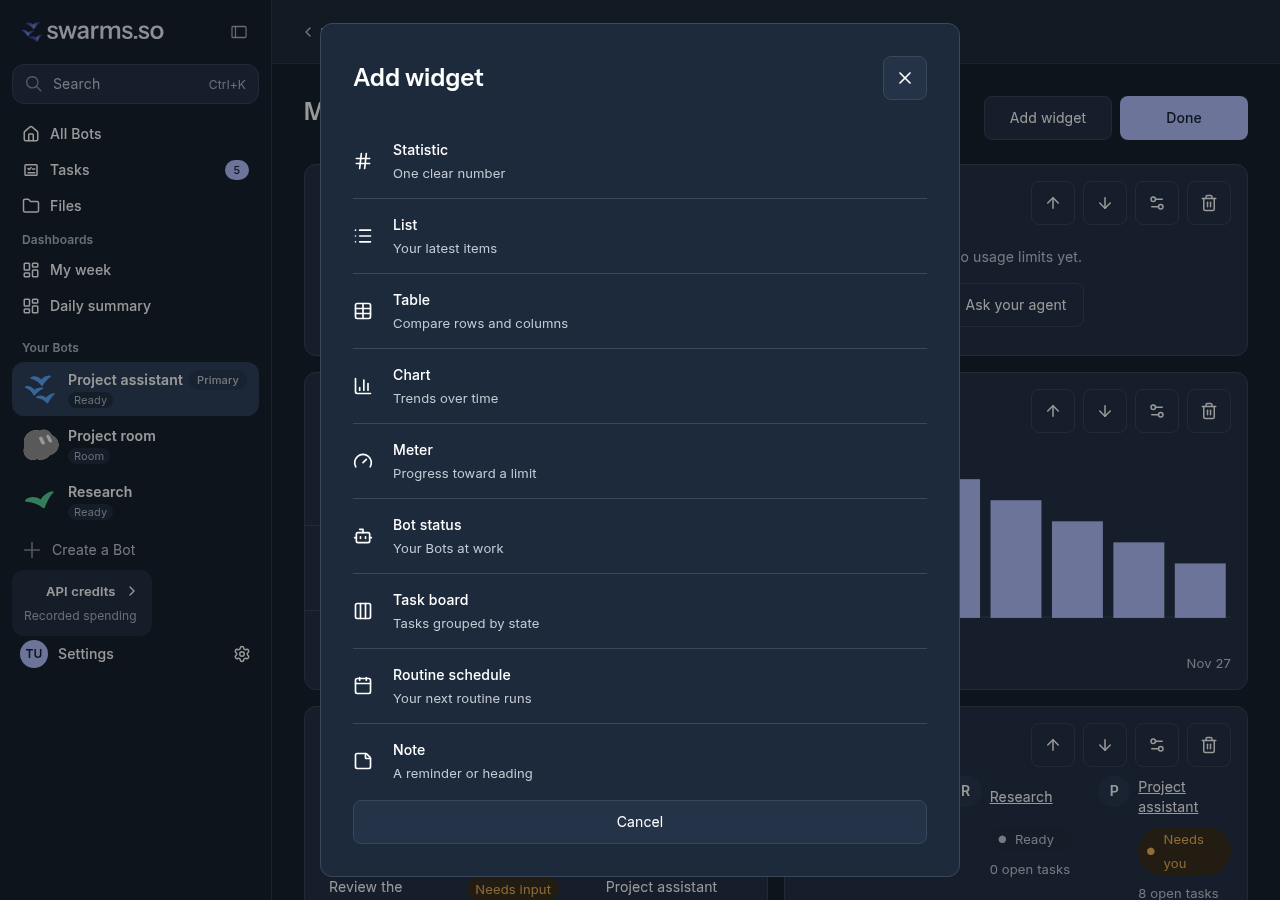 swarms.so
Search Ctrl+K
All Bots
Tasks 5
Files
Dashboards
My week
Daily summary
Your Bots
Project assistant Primary
Ready
Project room
Room
Research
Ready
Create a Bot
API credits
Recorded spending
TU Settings
M
Add widget
Done
Add widget
Statistic
One clear number
List
Your latest items
Table
Compare rows and columns
Chart
Trends over time
Meter
Progress toward a limit
Bot status
Your Bots at work
Task board
Tasks grouped by state
Routine schedule
Your next routine runs
Note
A reminder or heading
Cancel
o usage limits yet.
Ask your agent
Nov 27
R Research
Ready
0 open tasks
P Project
assistant
Needs
you
8 open tasks
Review the
Needs input
Project assistant